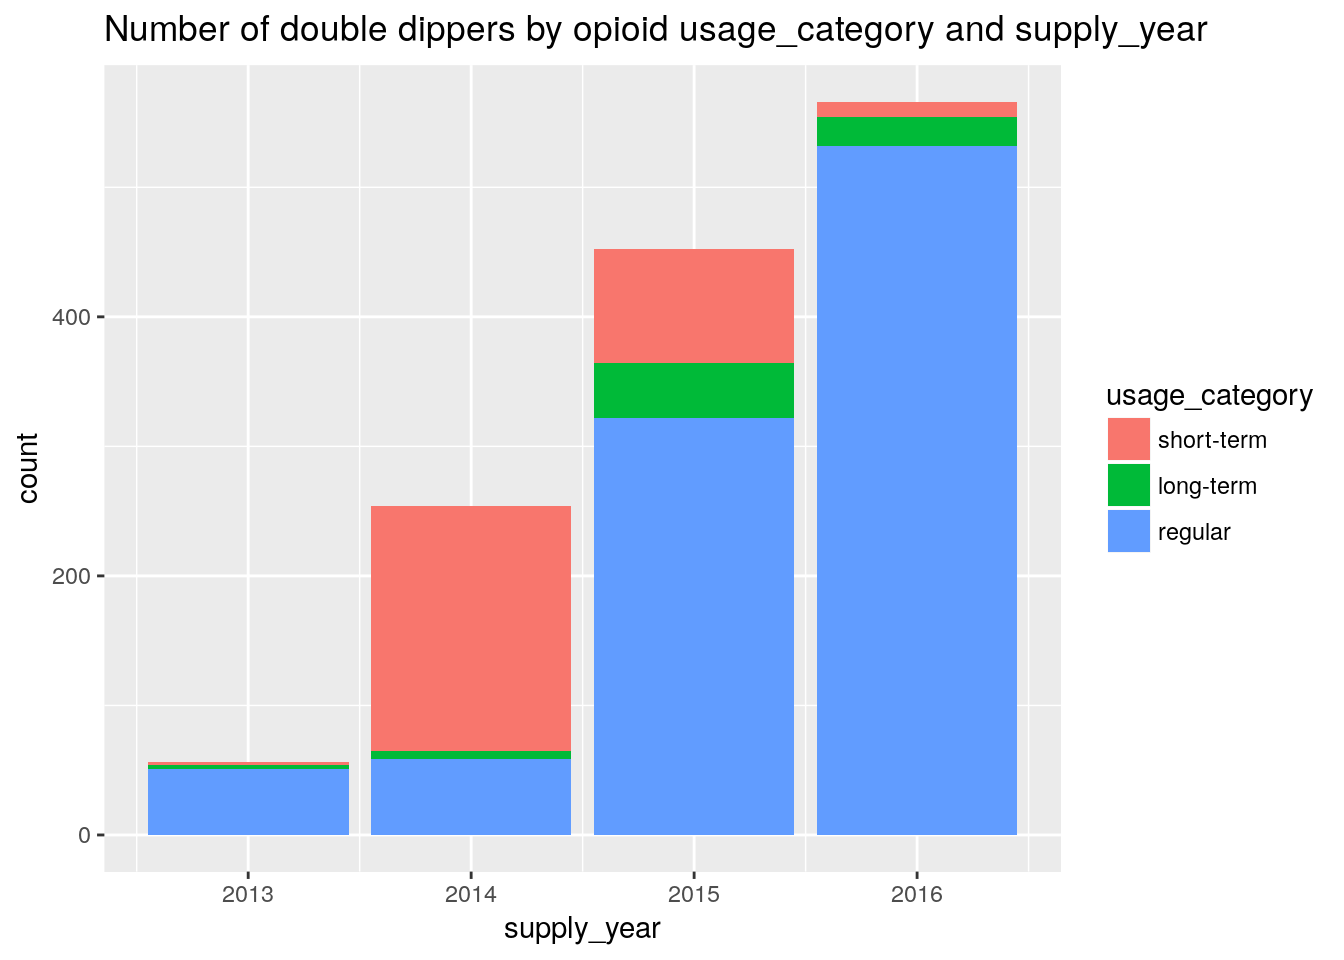 Number of double dippers by opioid usage_category and supply_year
count
400
200
0
2013 2014 2015 2016
supply_year
usage_category
short-term
long-term
regular